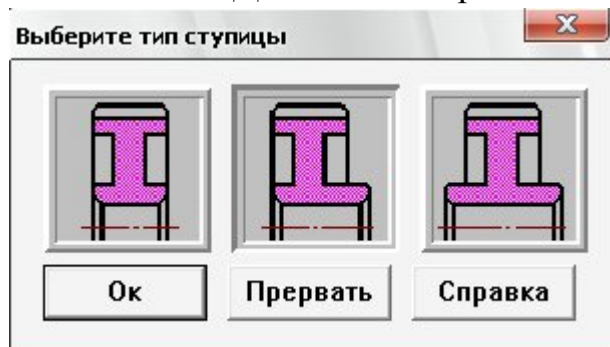 Выберите тип ступицы
Ок
Прервать
Справка